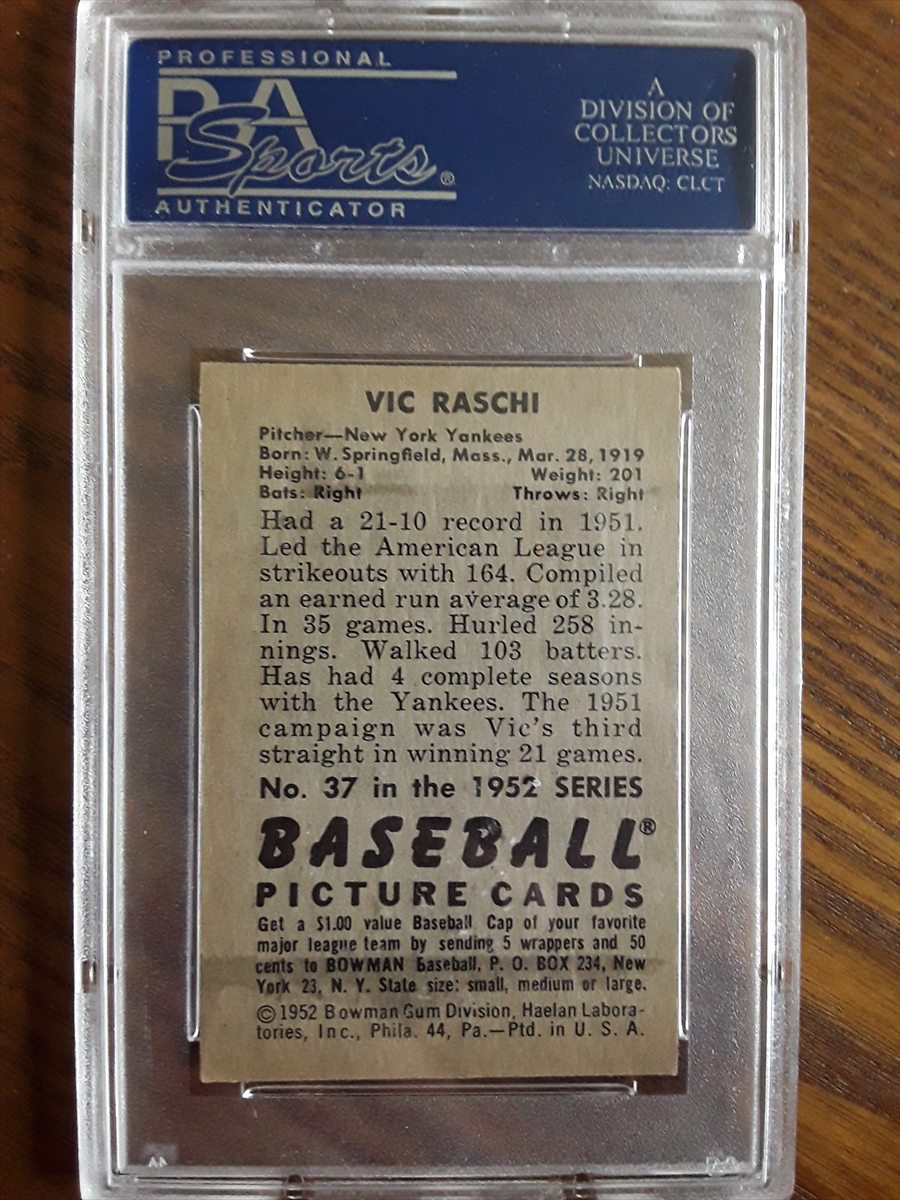 PROFESSIONAL
PSA
Sports®
AUTHENTICATOR
A
DIVISION OF
COLLECTORS
UNIVERSE
NASDAQ: CLCT
VIC RASCHI
Pitcher—New York Yankees
Born: W. Springfield, Mass., Mar. 28, 1919
Height: 6-1 Weight: 201
Bats: Right Throws: Right
Had a 21-10 record in 1951.
Led the American League in
strikeouts with 164. Compiled
an earned run average of 3.28.
In 35 games. Hurled 258 in-
nings. Walked 103 batters.
Has had 4 complete seasons
with the Yankees. The 1951
campaign was Vic's third
straight in winning 21 games.
No. 37 in the 1952 SERIES
BASEBALL®
PICTURE CARDS
Get a $1.00 value Baseball Cap of your favorite
major league team by sending 5 wrappers and 50
cents to BOWMAN Baseball, P. O. BOX 234, New
York 23, N. Y. State size: small, medium or large.
©1952 Bowman Gum Division, Haelan Labora-
tories, Inc., Phila. 44, Pa.—Ptd. in U. S. A.